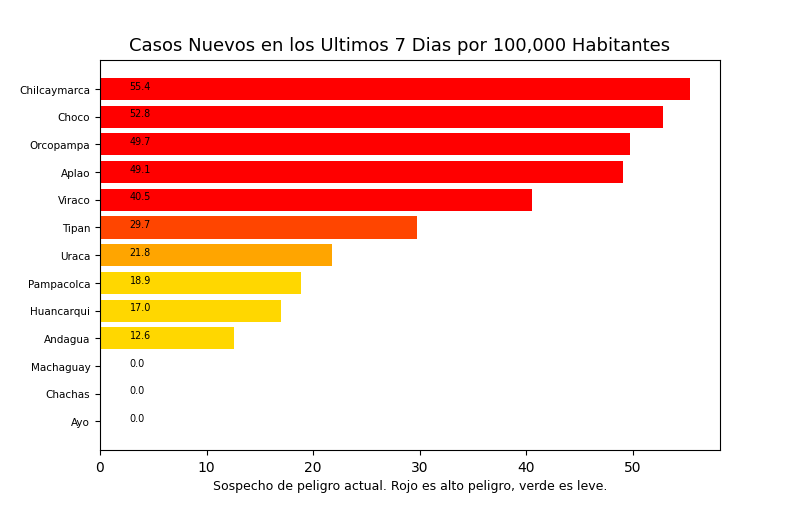 Casos Nuevos en los Ultimos 7 Dias por 100,000 Habitantes
Chilcaymarca 55.4
Choco 52.8
Orcopampa 49.7
Aplao 49.1
Viraco 40.5
Tipan 29.7
Uraca 21.8
Pampacolca 18.9
Huancarqui 17.0
Andagua 12.6
Machaguay 0.0
Chachas 0.0
Ayo 0.0
0 10 20 30 40 50
Sospecho de peligro actual. Rojo es alto peligro, verde es leve.